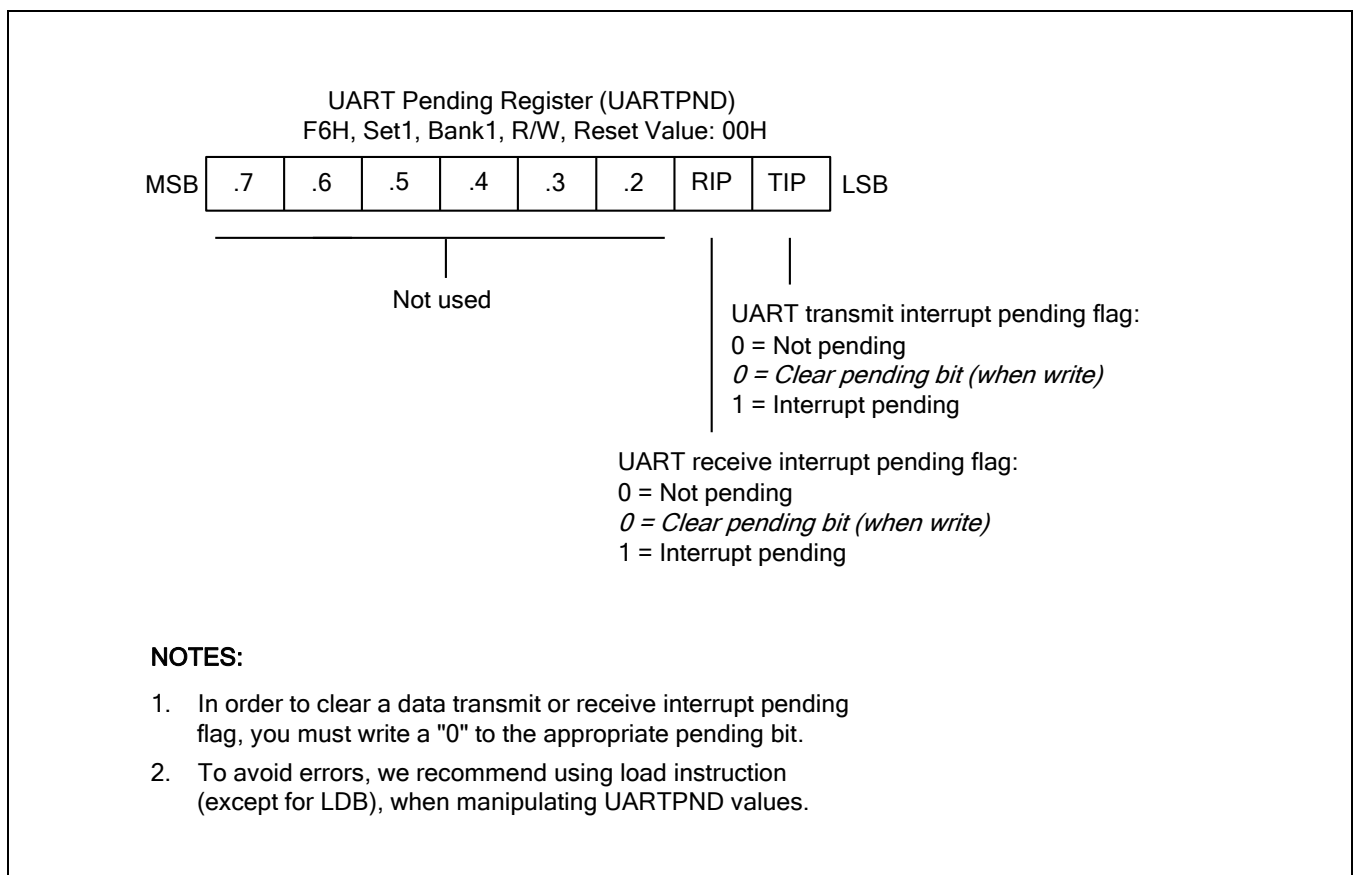 UART Pending Register (UARTPND)
F6H, Set1, Bank1, R/W, Reset Value: 00H
MSB .7 .6 .5 .4 .3 .2 RIP TIP LSB
Not used
UART transmit interrupt pending flag:
0 = Not pending
0 = Clear pending bit (when write)
1 = Interrupt pending
UART receive interrupt pending flag:
0 = Not pending
0 = Clear pending bit (when write)
1 = Interrupt pending
NOTES:
1. In order to clear a data transmit or receive interrupt pending
flag, you must write a "0" to the appropriate pending bit.
2. To avoid errors, we recommend using load instruction
(except for LDB), when manipulating UARTPND values.